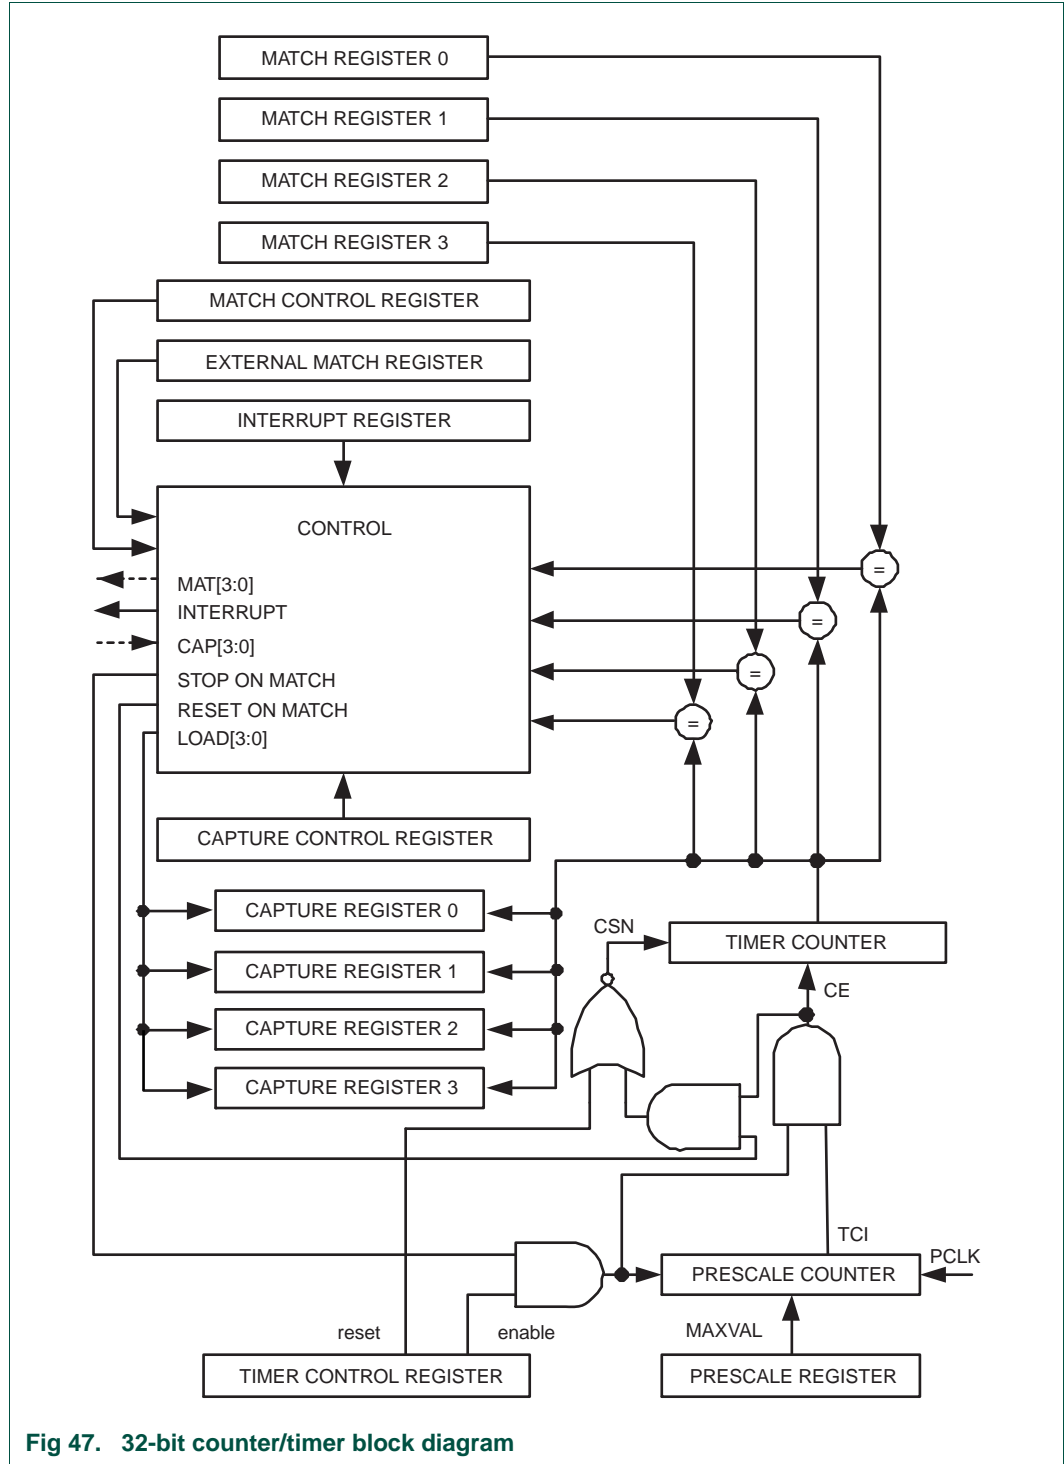 MATCH REGISTER 0
MATCH REGISTER 1
MATCH REGISTER 2
MATCH REGISTER 3
MATCH CONTROL REGISTER
EXTERNAL MATCH REGISTER
INTERRUPT REGISTER
CONTROL
=
=
=
=
MAT[3:0]
INTERRUPT
CAP[3:0]
STOP ON MATCH
RESET ON MATCH
LOAD[3:0]
CAPTURE CONTROL REGISTER
CAPTURE REGISTER 0
CAPTURE REGISTER 1
CAPTURE REGISTER 2
CAPTURE REGISTER 3
CSN
TIMER COUNTER
CE
TCI
PCLK
PRESCALE COUNTER
reset
enable
MAXVAL
TIMER CONTROL REGISTER
PRESCALE REGISTER
Fig 47. 32-bit counter/timer block diagram